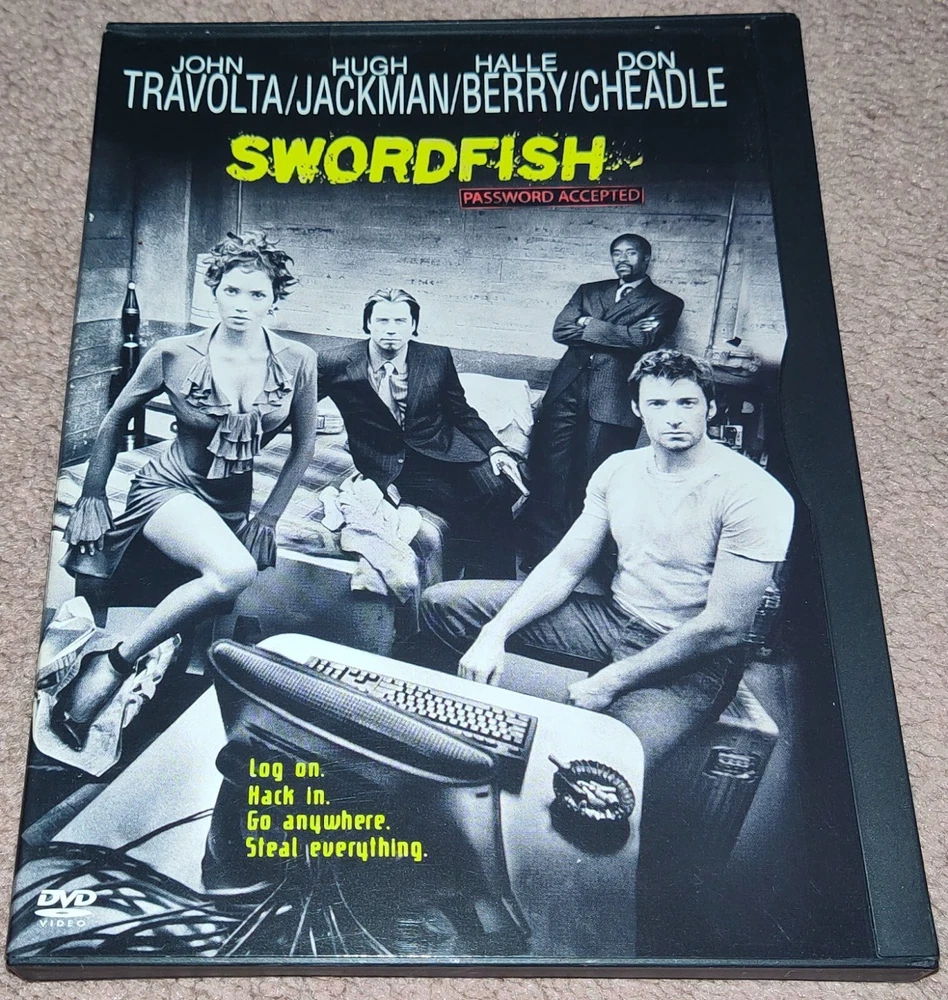 JOHN HUGH HALLE DON
TRAVOLTA/JACKMAN/BERRY/CHEADLE
SWORDFISH
PASSWORD ACCEPTED
Log on.
Hack in.
Go anywhere.
Steal everything.
DVD
VIDEO